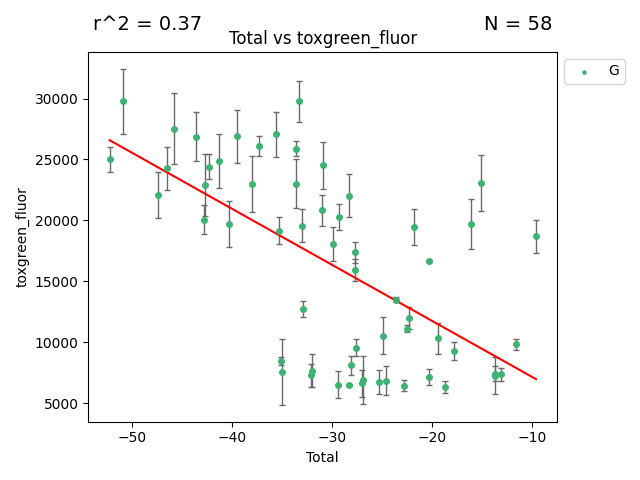 r^2 = 0.37
N = 58
Total vs toxgreen_fluor
G
30000
25000
20000
15000
10000
5000
toxgreen_fluor
−50
−40
−30
−20
−10
Total